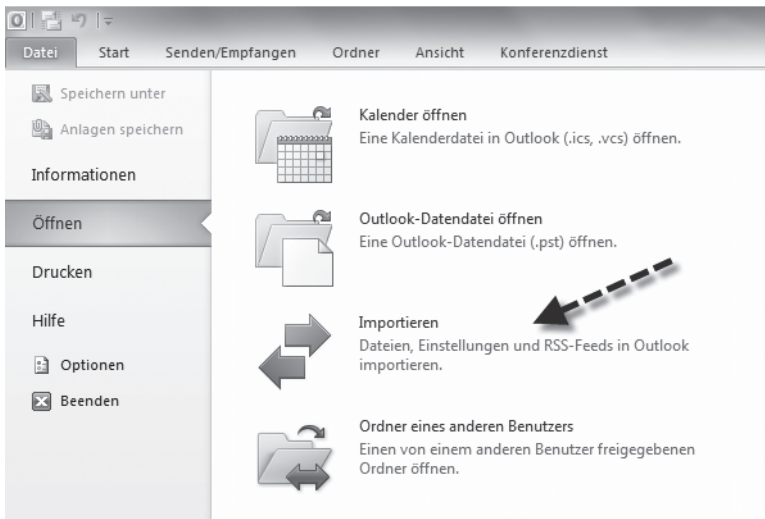 Datei Start Senden/Empfangen Ordner Ansicht Konferenzdienst
Speichern unter
Anlagen speichern
Informationen
Öffnen
Drucken
Hilfe
Optionen
Beenden
Kalender öffnen
Eine Kalenderdatei in Outlook (.ics, .vcs) öffnen.
Outlook-Datendatei öffnen
Eine Outlook-Datendatei (.pst) öffnen.
Importieren
Dateien, Einstellungen und RSS-Feeds in Outlook
importieren.
Ordner eines anderen Benutzers
Einen von einem anderen Benutzer freigegebenen
Ordner öffnen.